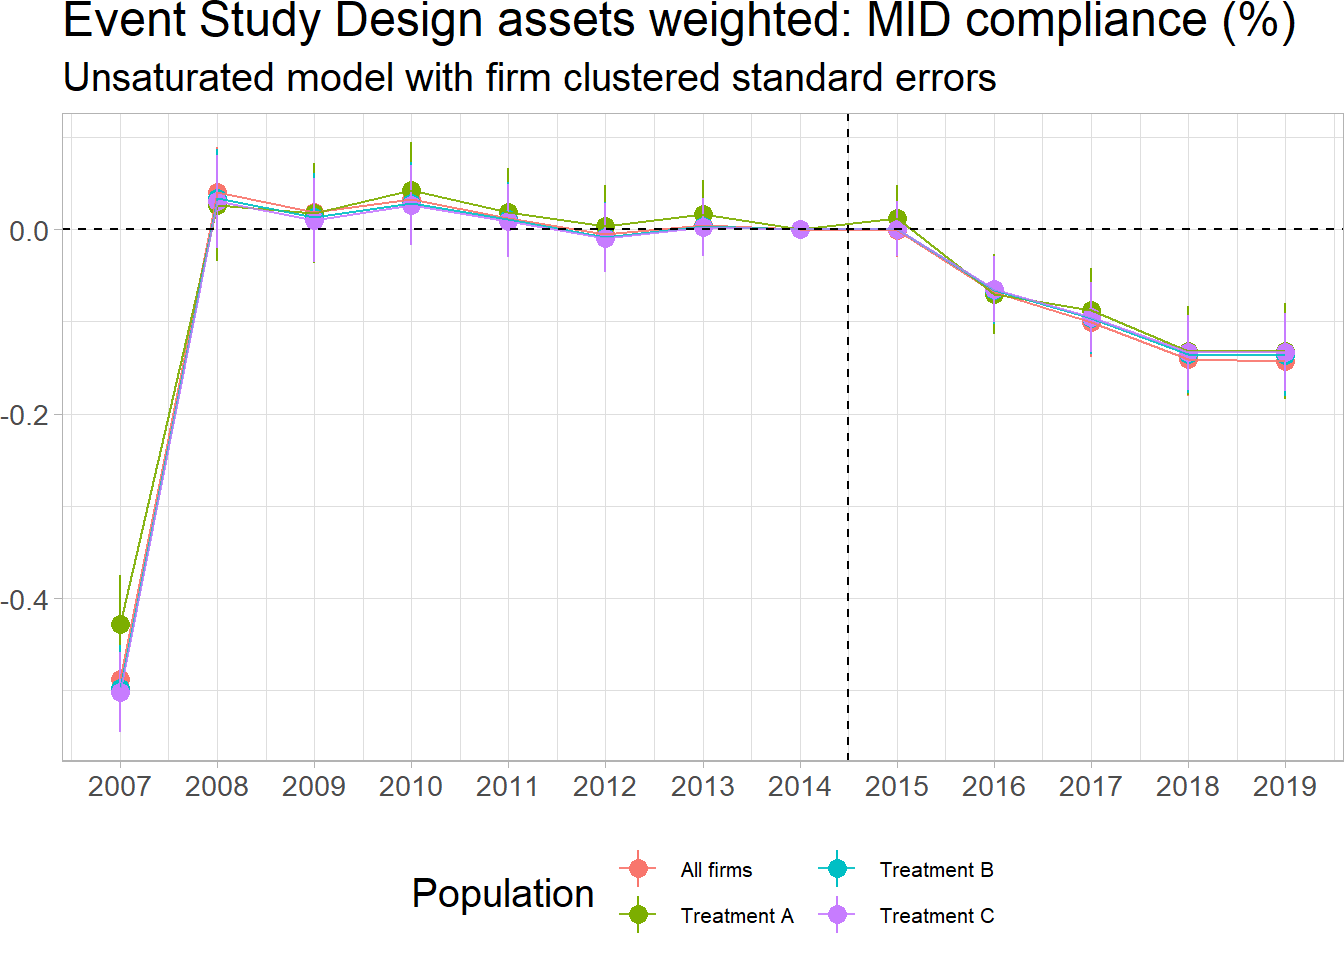 Event Study Design assets weighted: MID compliance (%)
Unsaturated model with firm clustered standard errors
0.0
-0.2
-0.4
2007 2008 2009 2010 2011 2012 2013 2014 2015 2016 2017 2018 2019
Population
All firms
Treatment A
Treatment B
Treatment C